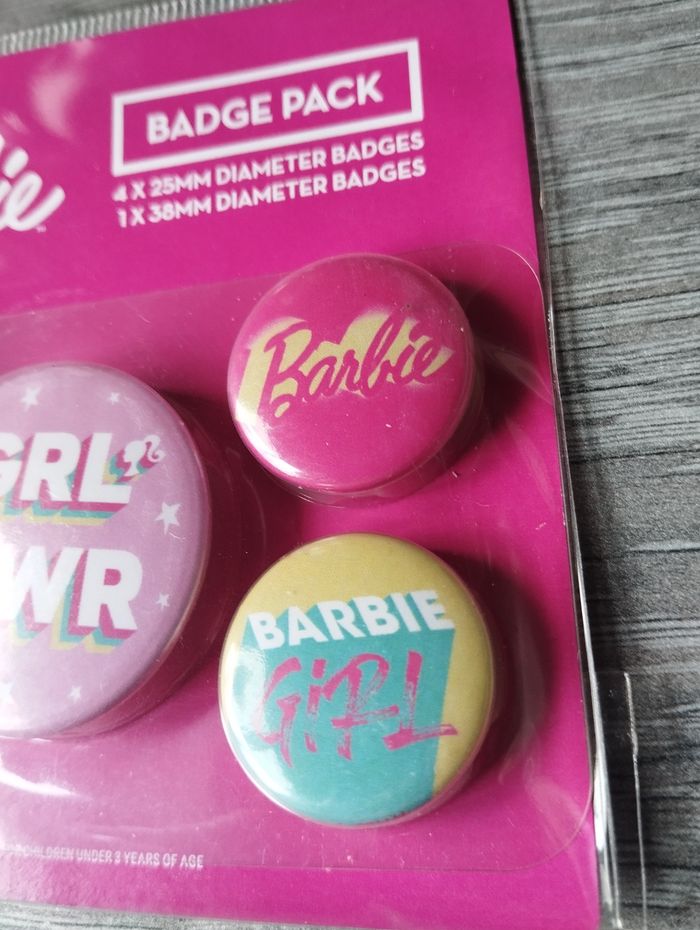 BADGE PACK
4 X 25MM DIAMETER BADGES
1 X 38MM DIAMETER BADGES
ie
Barbie
GRL
WR
BARBIE
GiRL
CHILDREN UNDER 3 YEARS OF AGE